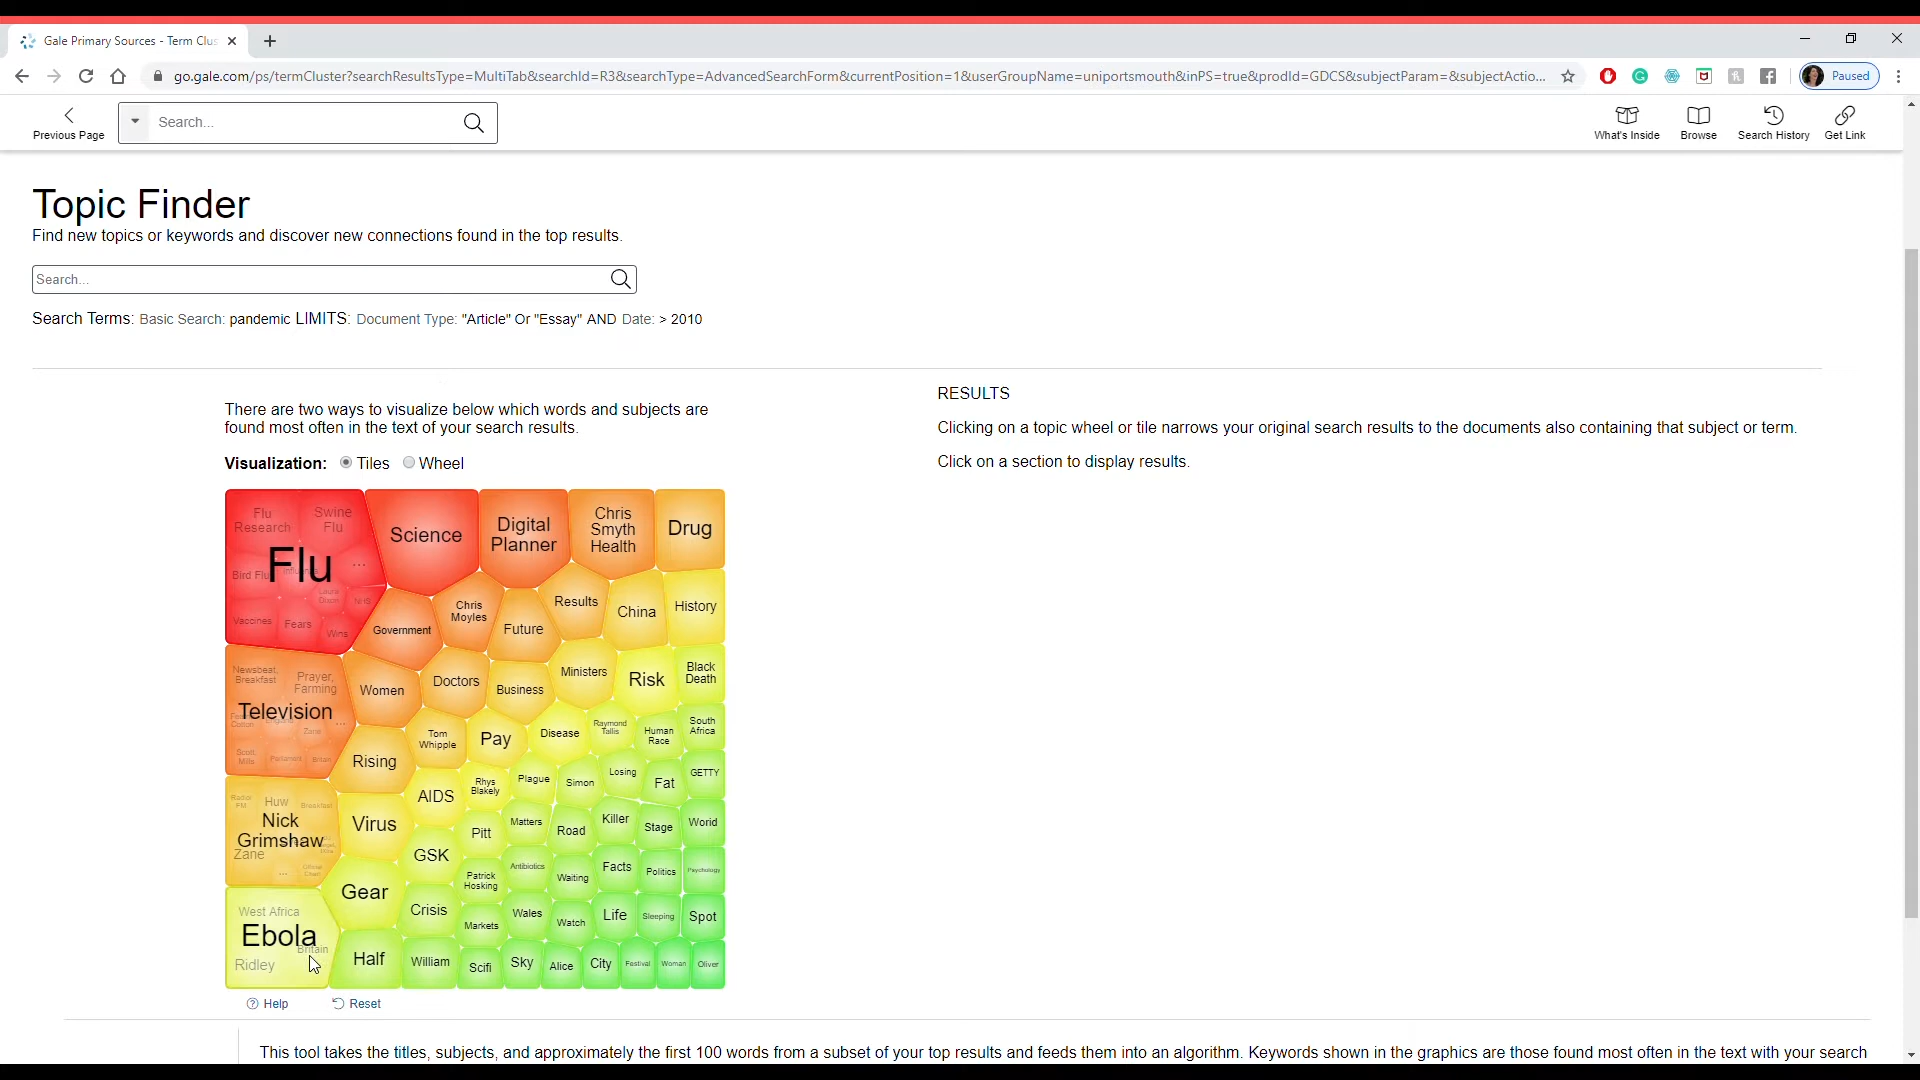 Gale Primary Sources - Term Clus
go.gale.com/ps/termCluster?searchResultsType=MultiTab&searchId=R3&searchType=AdvancedSearchForm&currentPosition=1&userGroupName=uniportsmouth&inPS=true&prodId=GDCS&subjectParam=&subjectActio...
Paused
Previous Page
Search...
What's Inside
Browse
Search History
Get Link
Topic Finder
Find new topics or keywords and discover new connections found in the top results.
Search...
Search Terms: Basic Search: pandemic LIMITS: Document Type: "Article" Or "Essay" AND Date: > 2010
There are two ways to visualize below which words and subjects are
found most often in the text of your search results.
Visualization: Tiles Wheel
RESULTS
Clicking on a topic wheel or tile narrows your original search results to the documents also containing that subject or term.
Click on a section to display results.
Flu
Research
Swine
Flu
Flu
Bird Flu
...
Vaccines
Fears
Wins
Science
Digital
Planner
Chris
Smyth
Health
Drug
Government
Chris
Moyles
Future
Results
China
History
Newsbeat,
Breakfast
Prayer,
Farming
Television
Zane
...
Scott,
Mills
Parliament
Britain
Women
Doctors
Business
Ministers
Risk
Black
Death
Rising
Tom
Whipple
Pay
Disease
Raymond
Tallis
Human
Race
South
Africa
Huw
Breakfast
Nick
Grimshaw
Zane
...
Virus
AIDS
Rhys
Blakely
Plague
Simon
Losing
Fat
GETTY
GSK
Pitt
Matters
Road
Killer
Stage
World
Gear
Crisis
Patrick
Hosking
Antibiotics
Waiting
Facts
Politics
Psychology
West Africa
Ebola
Britain
Ridley
Half
William
Markets
Wales
Watch
Life
Sleeping
Spot
Scifi
Sky
Alice
City
Festival
Woman
Oliver
Help
Reset
This tool takes the titles, subjects, and approximately the first 100 words from a subset of your top results and feeds them into an algorithm. Keywords shown in the graphics are those found most often in the text with your search